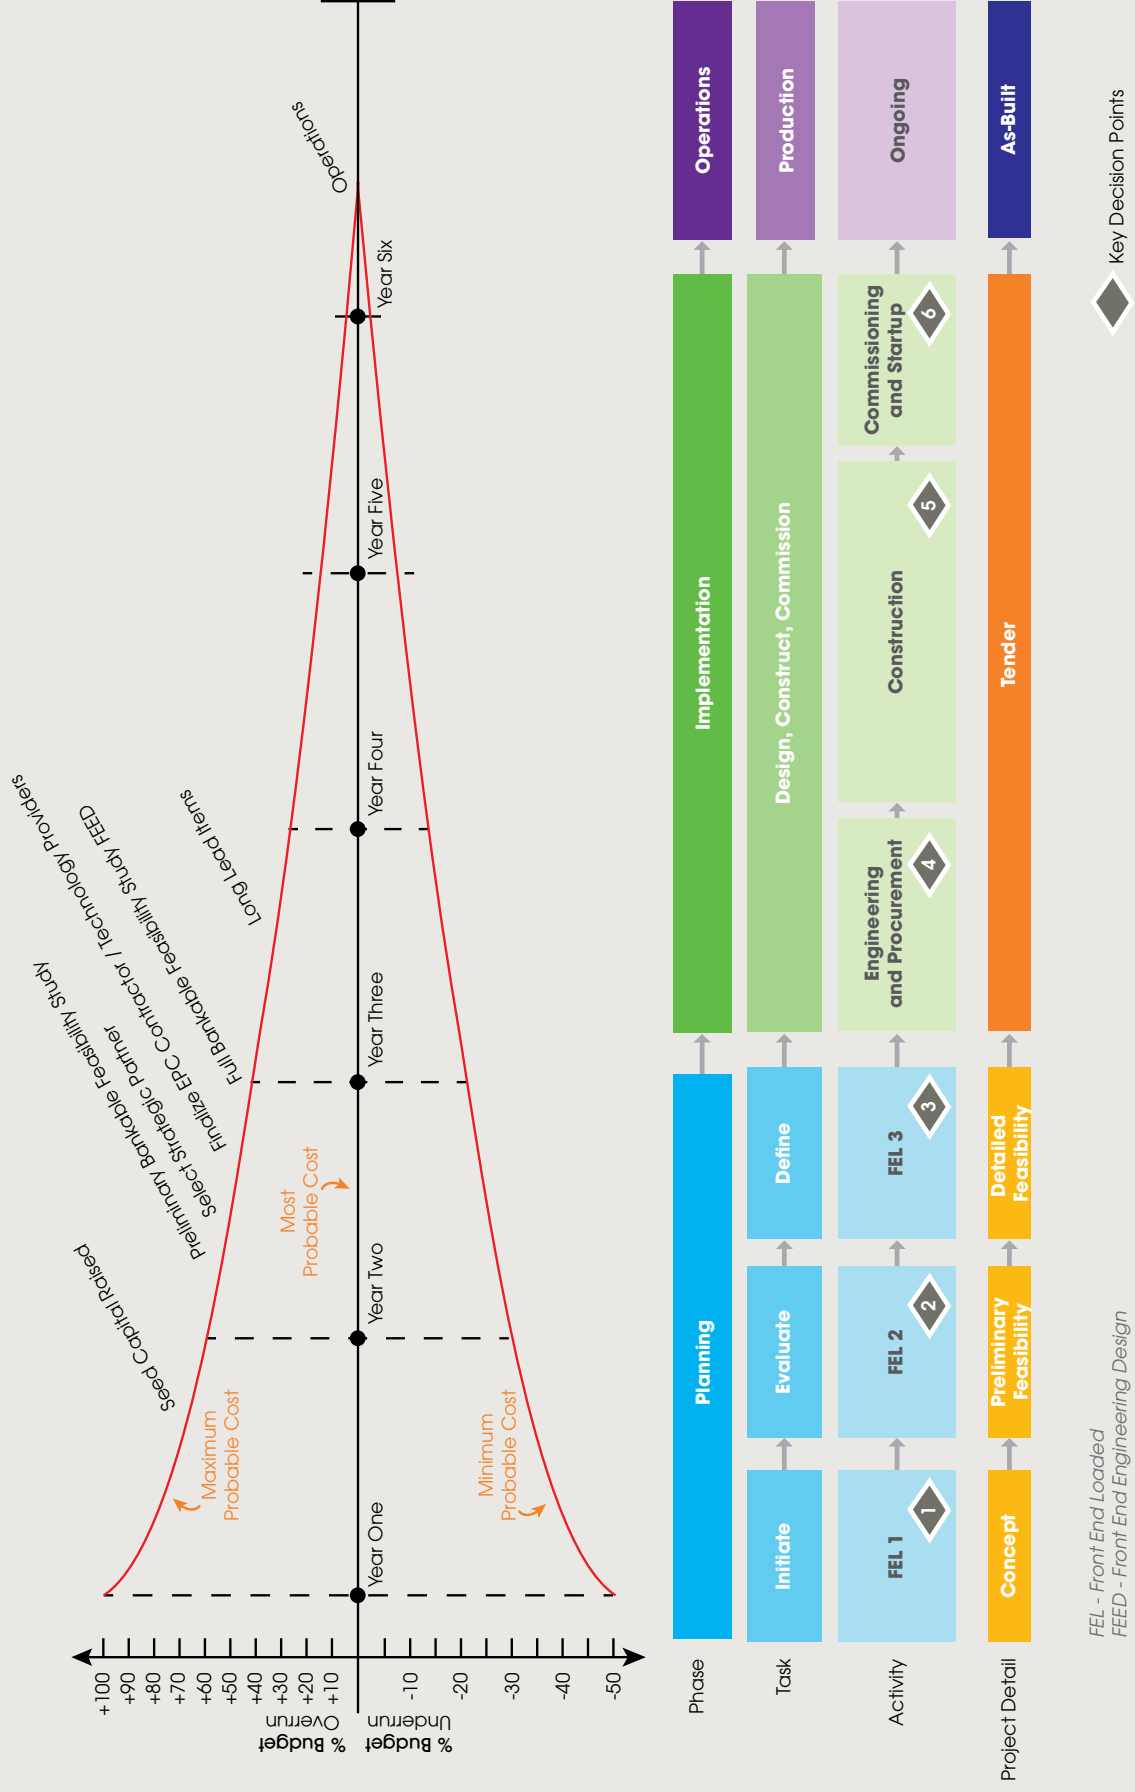 Seed Capital Raised
Preliminary Bankable Feasibility Study
Select Strategic Partner
Finalize EPC Contractor / Technology Providers
Full Bankable Feasibility Study FEED
Long Lead Items
Operations
+100
+90
+80
+70
+60
+50
+40
+30
+20
+10
-10
-20
-30
-40
-50
% Budget
Overrun
% Budget
Underrun
Maximum
Probable Cost
Most
Probable Cost
Minimum
Probable Cost
Year One
Year Two
Year Three
Year Four
Year Five
Year Six
Phase
Planning
Implementation
Operations
Task
Initiate
Evaluate
Define
Design, Construct, Commission
Production
Activity
FEL 1
1
FEL 2
2
FEL 3
3
Engineering
and Procurement
4
Construction
5
Commissioning
and Startup
6
Ongoing
Project Detail
Concept
Preliminary
Feasibility
Detailed
Feasibility
Tender
As-Built
FEL - Front End Loaded
FEED - Front End Engineering Design
Key Decision Points